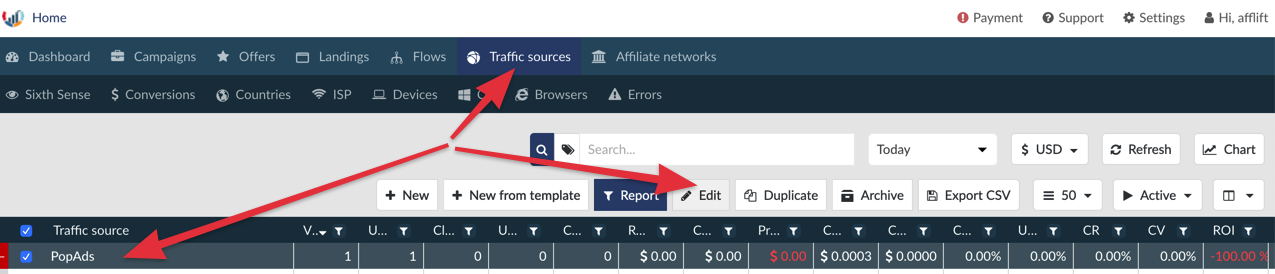 Home Payment Support Settings Hi, afflift
Dashboard Campaigns Offers Landings Flows Traffic sources Affiliate networks
Sixth Sense $ Conversions Countries ISP Devices Browsers Errors
Search... Today $ USD Refresh Chart
+ New + New from template Report Edit Duplicate Archive Export CSV 50 Active
Traffic source V... U... Cl... U... C... R... C... Pr... C... C... C... U... CR CV ROI
PopAds 1 1 0 0 0 $ 0.00 $ 0.00 $ 0.00 $ 0.0003 $ 0.0000 0.00% 0.00% 0.00% 0.00% -100.00 %